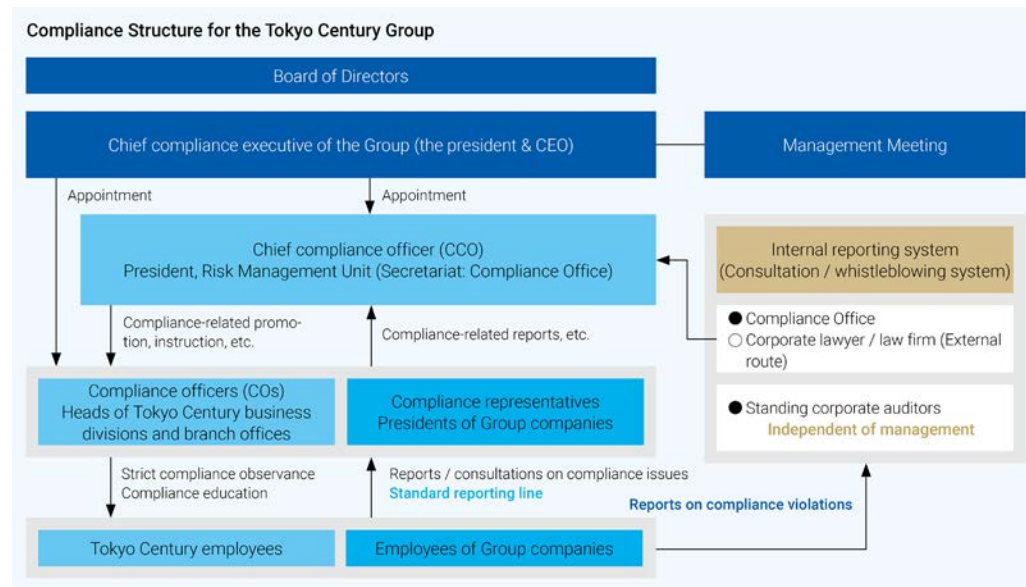 Compliance Structure for the Tokyo Century Group
Board of Directors
Chief compliance executive of the Group (the president & CEO)
Management Meeting
Appointment
Appointment
Chief compliance officer (CCO)
President, Risk Management Unit (Secretariat: Compliance Office)
Internal reporting system
(Consultation / whistleblowing system)
● Compliance Office
○ Corporate lawyer / law firm (External
route)
● Standing corporate auditors
Independent of management
Compliance-related promo-
tion, instruction, etc.
Compliance-related reports, etc.
Compliance officers (COs)
Heads of Tokyo Century business
divisions and branch offices
Compliance representatives
Presidents of Group companies
Strict compliance observance
Compliance education
Reports / consultations on compliance issues
Standard reporting line
Reports on compliance violations
Tokyo Century employees
Employees of Group companies